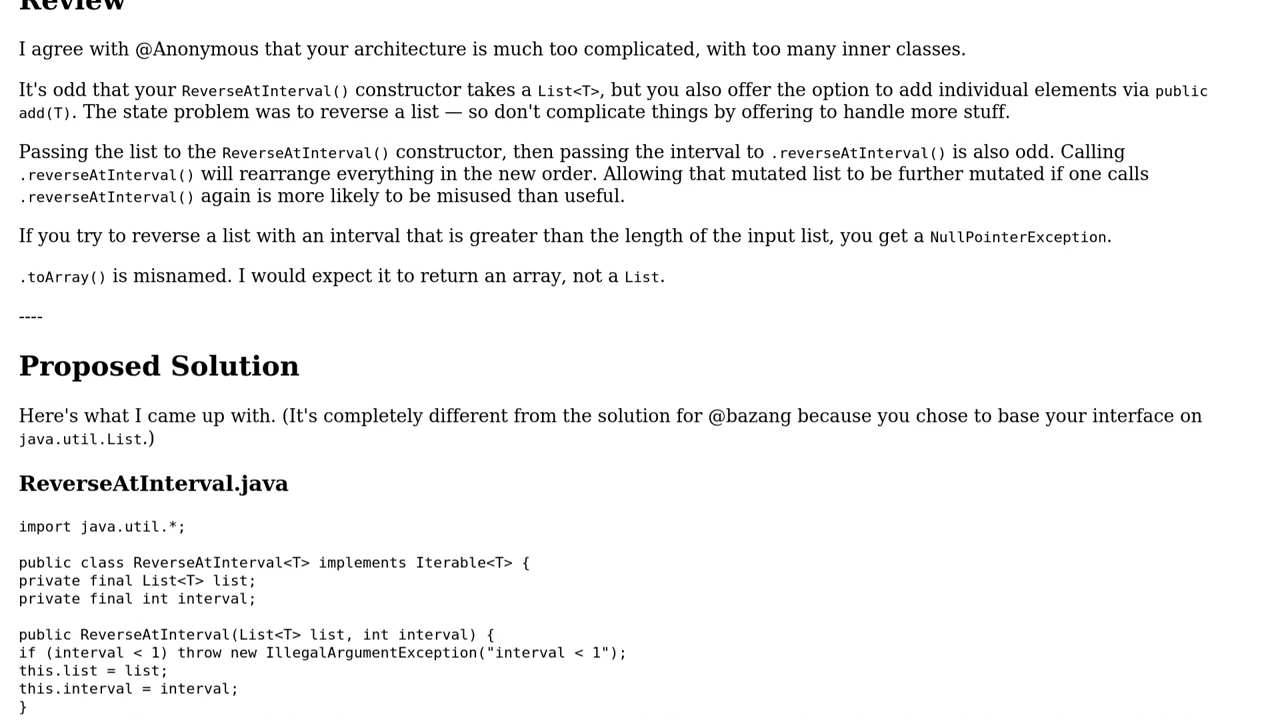 Review
I agree with @Anonymous that your architecture is much too complicated, with too many inner classes.
It's odd that your ReverseAtInterval() constructor takes a List<T>, but you also offer the option to add individual elements via public
add(T). The state problem was to reverse a list — so don't complicate things by offering to handle more stuff.
Passing the list to the ReverseAtInterval() constructor, then passing the interval to .reverseAtInterval() is also odd. Calling
.reverseAtInterval() will rearrange everything in the new order. Allowing that mutated list to be further mutated if one calls
.reverseAtInterval() again is more likely to be misused than useful.
If you try to reverse a list with an interval that is greater than the length of the input list, you get a NullPointerException.
.toArray() is misnamed. I would expect it to return an array, not a List.
----
Proposed Solution
Here's what I came up with. (It's completely different from the solution for @bazang because you chose to base your interface on
java.util.List.)
ReverseAtInterval.java
import java.util.*;
public class ReverseAtInterval<T> implements Iterable<T> {
private final List<T> list;
private final int interval;
public ReverseAtInterval(List<T> list, int interval) {
if (interval < 1) throw new IllegalArgumentException("interval < 1");
this.list = list;
this.interval = interval;
}